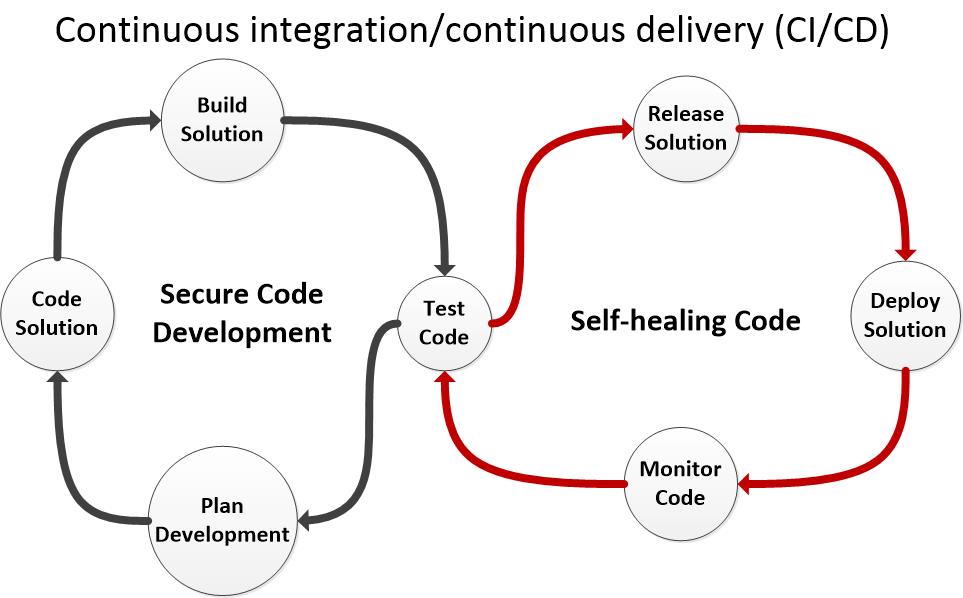 Continuous integration/continuous delivery (CI/CD)
Build
Solution
Release
Solution
Code
Solution
Secure Code
Development
Test
Code
Self-healing Code
Deploy
Solution
Monitor
Code
Plan
Development